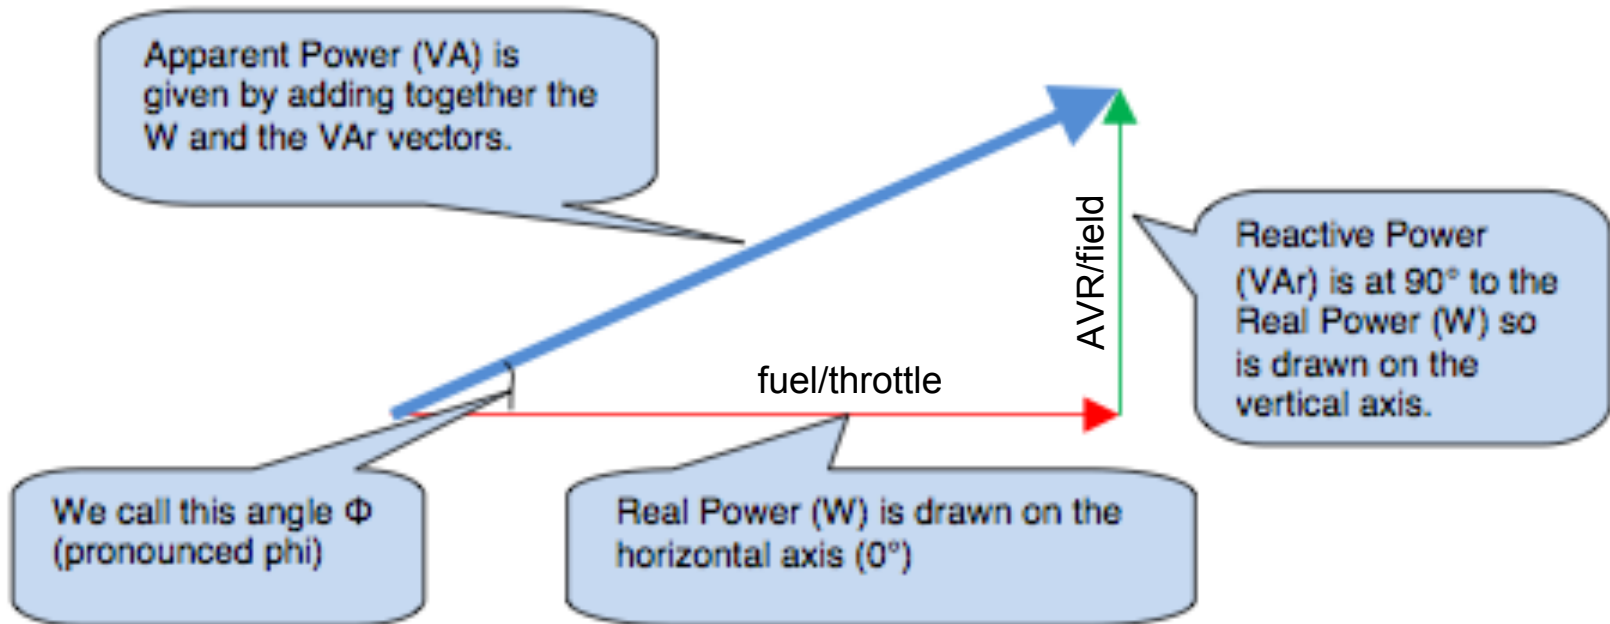 Apparent Power (VA) is
given by adding together the
W and the VAr vectors.
AVR/field
Reactive Power
(VAr) is at 90° to the
Real Power (W) so
is drawn on the
vertical axis.
fuel/throttle
We call this angle Φ
(pronounced phi)
Real Power (W) is drawn on the
horizontal axis (0°)